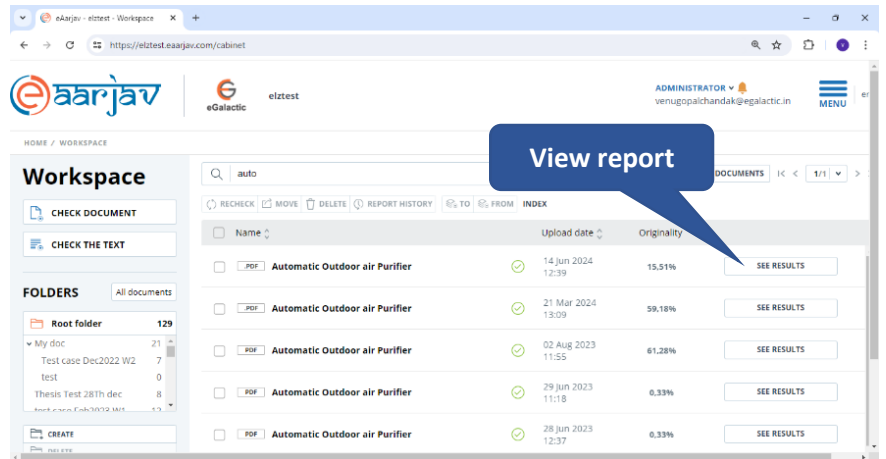 eAarjav - elztest - Workspace
https://elztest.eaarjav.com/cabinet
eaarjav
eGalactic
elztest
ADMINISTRATOR
venugopalchandak@egalactic.in
MENU
er
HOME / WORKSPACE
View report
Workspace
auto
DOCUMENTS
1/1
CHECK DOCUMENT
RECHECK MOVE DELETE REPORT HISTORY TO FROM INDEX
Name Upload date Originality
CHECK THE TEXT
.PDF Automatic Outdoor air Purifier 14 Jun 2024 12:39 15,51% SEE RESULTS
FOLDERS All documents
.PDF Automatic Outdoor air Purifier 21 Mar 2024 13:09 59,18% SEE RESULTS
Root folder 129
My doc 21
Test case Dec2022 W2 7
PDF Automatic Outdoor air Purifier 02 Aug 2023 11:55 61,28% SEE RESULTS
test 0
Thesis Test 28Th dec 8
PDF Automatic Outdoor air Purifier 29 Jun 2023 11:18 0,33% SEE RESULTS
test case Feb2023 W1 12
CREATE
PDF Automatic Outdoor air Purifier 28 Jun 2023 12:37 0,33% SEE RESULTS
DELETE